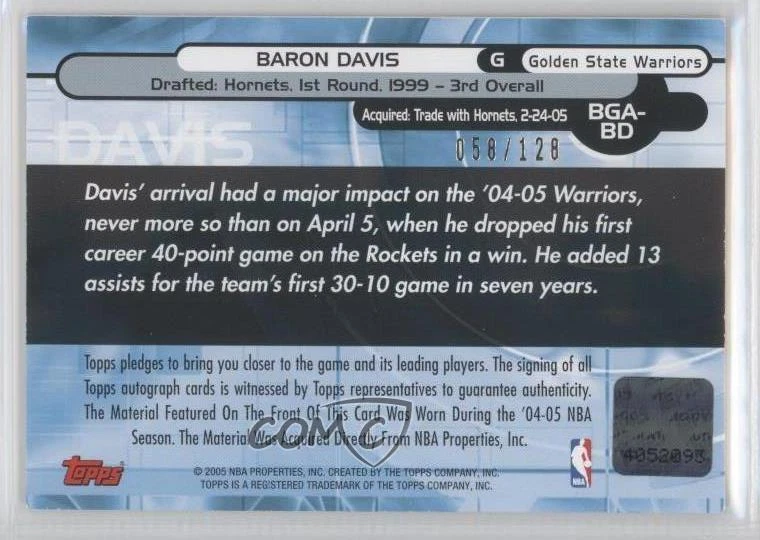 BARON DAVIS G Golden State Warriors
Drafted: Hornets, 1st Round, 1999 – 3rd Overall
Acquired: Trade with Hornets, 2-24-05
BGA-
BD
DAVIS
058/128
Davis' arrival had a major impact on the '04-05 Warriors,
never more so than on April 5, when he dropped his first
career 40-point game on the Rockets in a win. He added 13
assists for the team's first 30-10 game in seven years.
Topps pledges to bring you closer to the game and its leading players. The signing of all
Topps autograph cards is witnessed by Topps representatives to guarantee authenticity.
The Material Featured On The Front Of This Card Was Worn During the '04-05 NBA
Season. The Material Was Acquired Directly From NBA Properties, Inc.
COMC
Topps
© 2005 NBA PROPERTIES, INC. CREATED BY THE TOPPS COMPANY, INC.
TOPPS IS A REGISTERED TRADEMARK OF THE TOPPS COMPANY, INC.
NBA